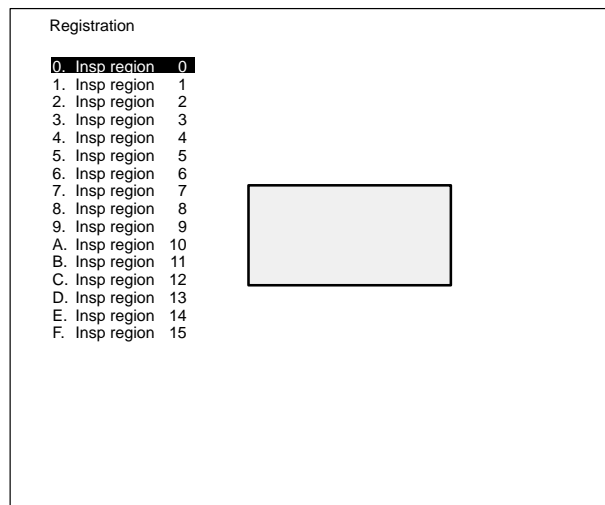 Registration
0. Insp region 0
1. Insp region 1
2. Insp region 2
3. Insp region 3
4. Insp region 4
5. Insp region 5
6. Insp region 6
7. Insp region 7
8. Insp region 8
9. Insp region 9
A. Insp region 10
B. Insp region 11
C. Insp region 12
D. Insp region 13
E. Insp region 14
F. Insp region 15